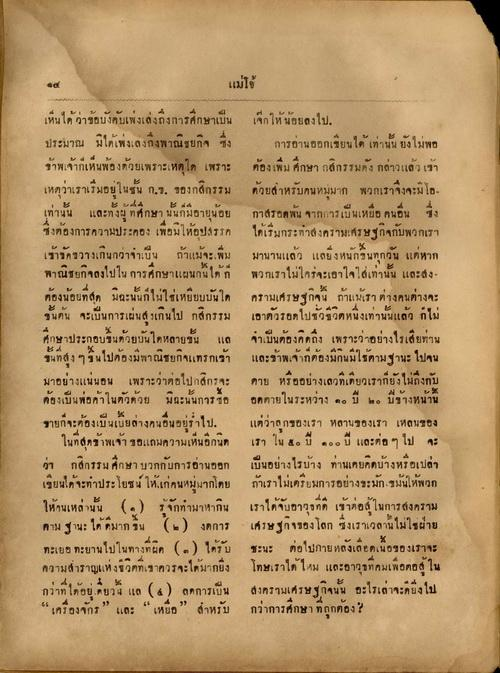 ๑๔
แม่โจ้
เห็นได้ว่าข้อบังคับเพ่งเล็งถึงการศึกษาเป็น
ประมาณ มิได้เพ่งเล็งถึงพาณิชยกิจ ซึ่ง
ข้าพเจ้าก็เห็นพ้องด้วยเพราะเหตุใด เพราะ
เหตุว่าเราเริ่มอยู่ในชั้น ก.ข. ของกสิกรรม
เท่านั้น และทั้งผู้ที่ศึกษานั้นก็มีอายุน้อย
ซึ่งต้องการความประคอง เพื่อมิให้อุปสรรค
เข้าขัดขวางเกินกว่าจำเป็น ถ้าแม้จะเพิ่ม
พาณิชยกิจลงไปในการศึกษาแผนกนี้ได้ก็
ต้องน้อยที่สุด มิฉะนั้นก็ไม่ใช่เหยียบบันได
ขั้นต้น จะเป็นการเผ่นสูงเกินไป กสิกรรม
ศึกษาประกอบขึ้นด้วยบันไดหลายขั้น แล
ขั้นที่สูง ๆ ขึ้นไปต้องมีพาณิชยกิจแทรกเข้า
มาอย่างแน่นอน เพราะว่าต่อไปกสิกรจะ
ต้องเป็นพ่อค้าในตัวด้วย มิฉะนั้นการซื้อ
ขายก็จะต้องเป็นเบี้ยล่างคนอื่นอยู่ร่ำไป.
ในที่สุดข้าพเจ้าขอแถมความเห็นอีกนิด
ว่า กสิกรรมศึกษาบวกกับการอ่านออก
เขียนได้จะทำประโยชน์ให้แก่คนหมู่มากโดย
ให้คนเหล่านั้น (๑) รู้จักทำมาหากิน
ตามฐานะได้ดีมากขึ้น (๒) งดการ
ทะเยอทะยานไปในทางที่ผิด (๓) ได้รับ
ความสำราญแห่งชีวิตที่เขาควรจะได้มากยิ่ง
กว่าที่ได้อยู่เดี๋ยวนี้ แล (๔) ลดการเป็น
“เครื่องจักร” และ “เหยื่อ” สำหรับ
เจ๊กให้น้อยลงไป.
การอ่านออกเขียนได้เท่านั้นยังไม่พอ
ต้องเพิ่มศึกษากสิกรรมดังกล่าวแล้วเข้า
ด้วยสำหรับคนหมู่มาก พวกเราจึงจะมีโอ-
กาสรอดพ้นจากการเป็นเหยื่อคนอื่น ซึ่ง
ได้เริ่มกระทำสงครามเศรษฐกิจกับพวกเรา
มานานแล้ว และยิ่งหนักขึ้นทุกวัน แต่หาก
พวกเราไม่ใคร่จะเอาใจใส่เท่านั้น และสง-
ครามเศรษฐกิจนี้ ถ้าแม้เราต่างคนต่างจะ
เอาตัวรอดไปชั่วชีวิตหนึ่งเท่านั้นแล้ว ก็ไม่
จำเป็นต้องคิดถึง เพราะว่าอย่างไรเสียท่าน
และข้าพเจ้าก็ต้องมีกินมีใช้ตามฐานะไปจน
ตาย หรืออย่างเลวทีเดียวเราก็ยังไม่ถึงกับ
อดตายในระหว่าง ๑๐ ปี ๒๐ ปีข้างหน้านี้
แต่ว่าลูกของเรา หลานของเรา เหลนของ
เรา ใน ๕๐ ปี ๑๐๐ ปี และต่อ ๆ ไป จะ
เป็นอย่างไรบ้าง ท่านเคยคิดบ้างหรือเปล่า
ถ้าเราไม่เตรียมการอย่างชะมักเขม้นให้พวก
เราได้จับอาวุธที่ดี เข้าต่อสู้ในการสงคราม
เศรษฐกิจของโลก ซึ่งเราเวลานี้ไม่ใช่ฝ่าย
ชะนะ ต่อไปภายหลังเลือดเนื้อของเราจะ
โทษเราได้ไหม และอาวุธที่คมเพื่อต่อสู้ใน
สงครามเศรษฐกิจนั้น อะไรเล่าจะดียิ่งไป
กว่าการศึกษาที่ถูกต้อง?